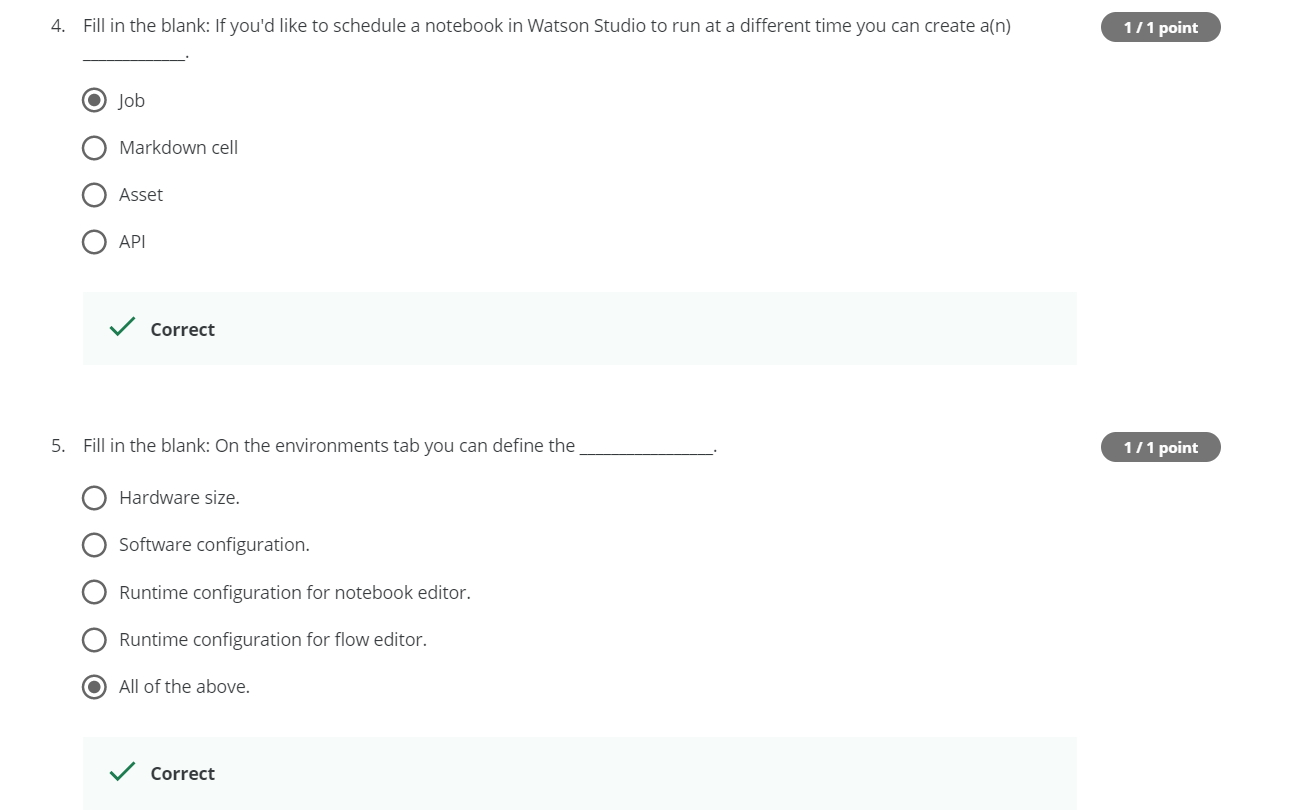 4. Fill in the blank: If you'd like to schedule a notebook in Watson Studio to run at a different time you can create a(n)
1 / 1 point
_____________.
Job
Markdown cell
Asset
API
Correct
5. Fill in the blank: On the environments tab you can define the _________________.
1 / 1 point
Hardware size.
Software configuration.
Runtime configuration for notebook editor.
Runtime configuration for flow editor.
All of the above.
Correct